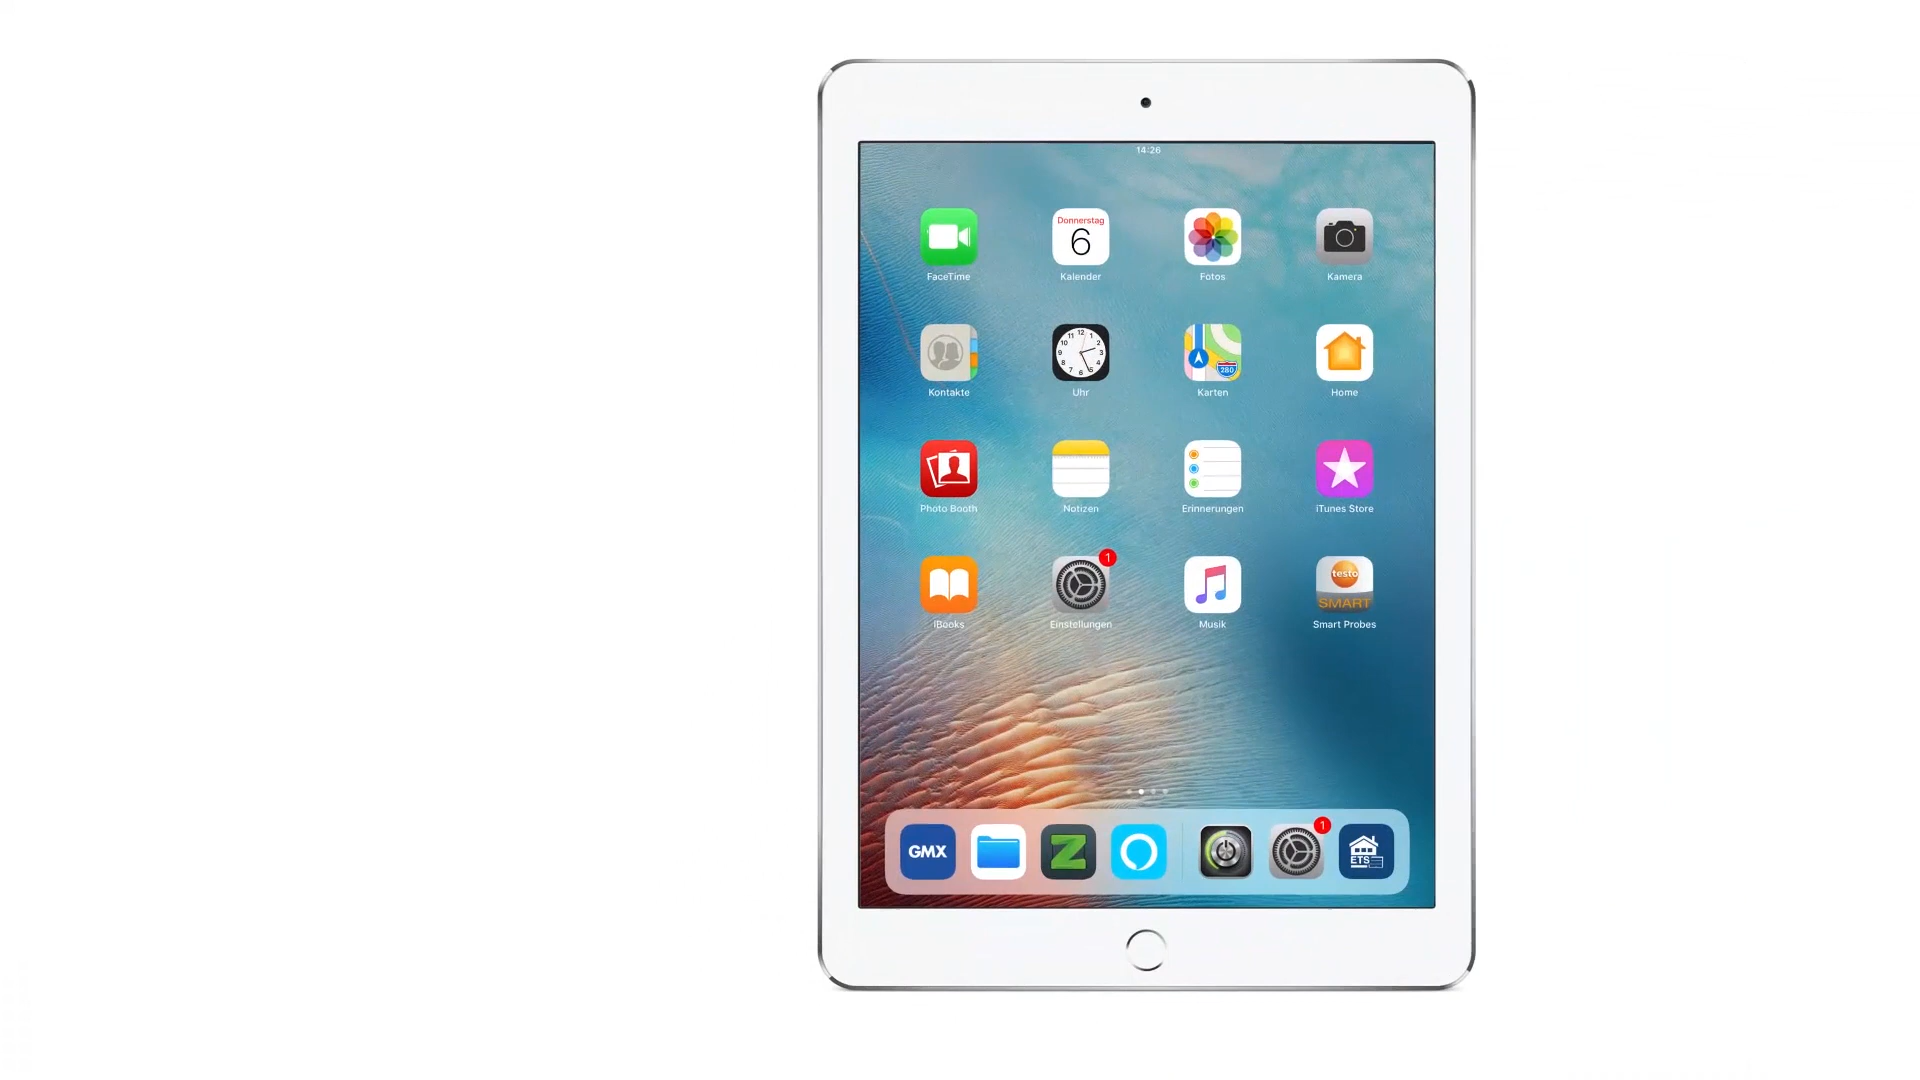 14:26
Donnerstag
6
FaceTime
Kalender
Fotos
Kamera
280
Kontakte
Uhr
Karten
Home
Photo Booth
Notizen
Erinnerungen
iTunes Store
1
testo
SMART
iBooks
Einstellungen
Musik
Smart Probes
1
GMX
Z
ETS